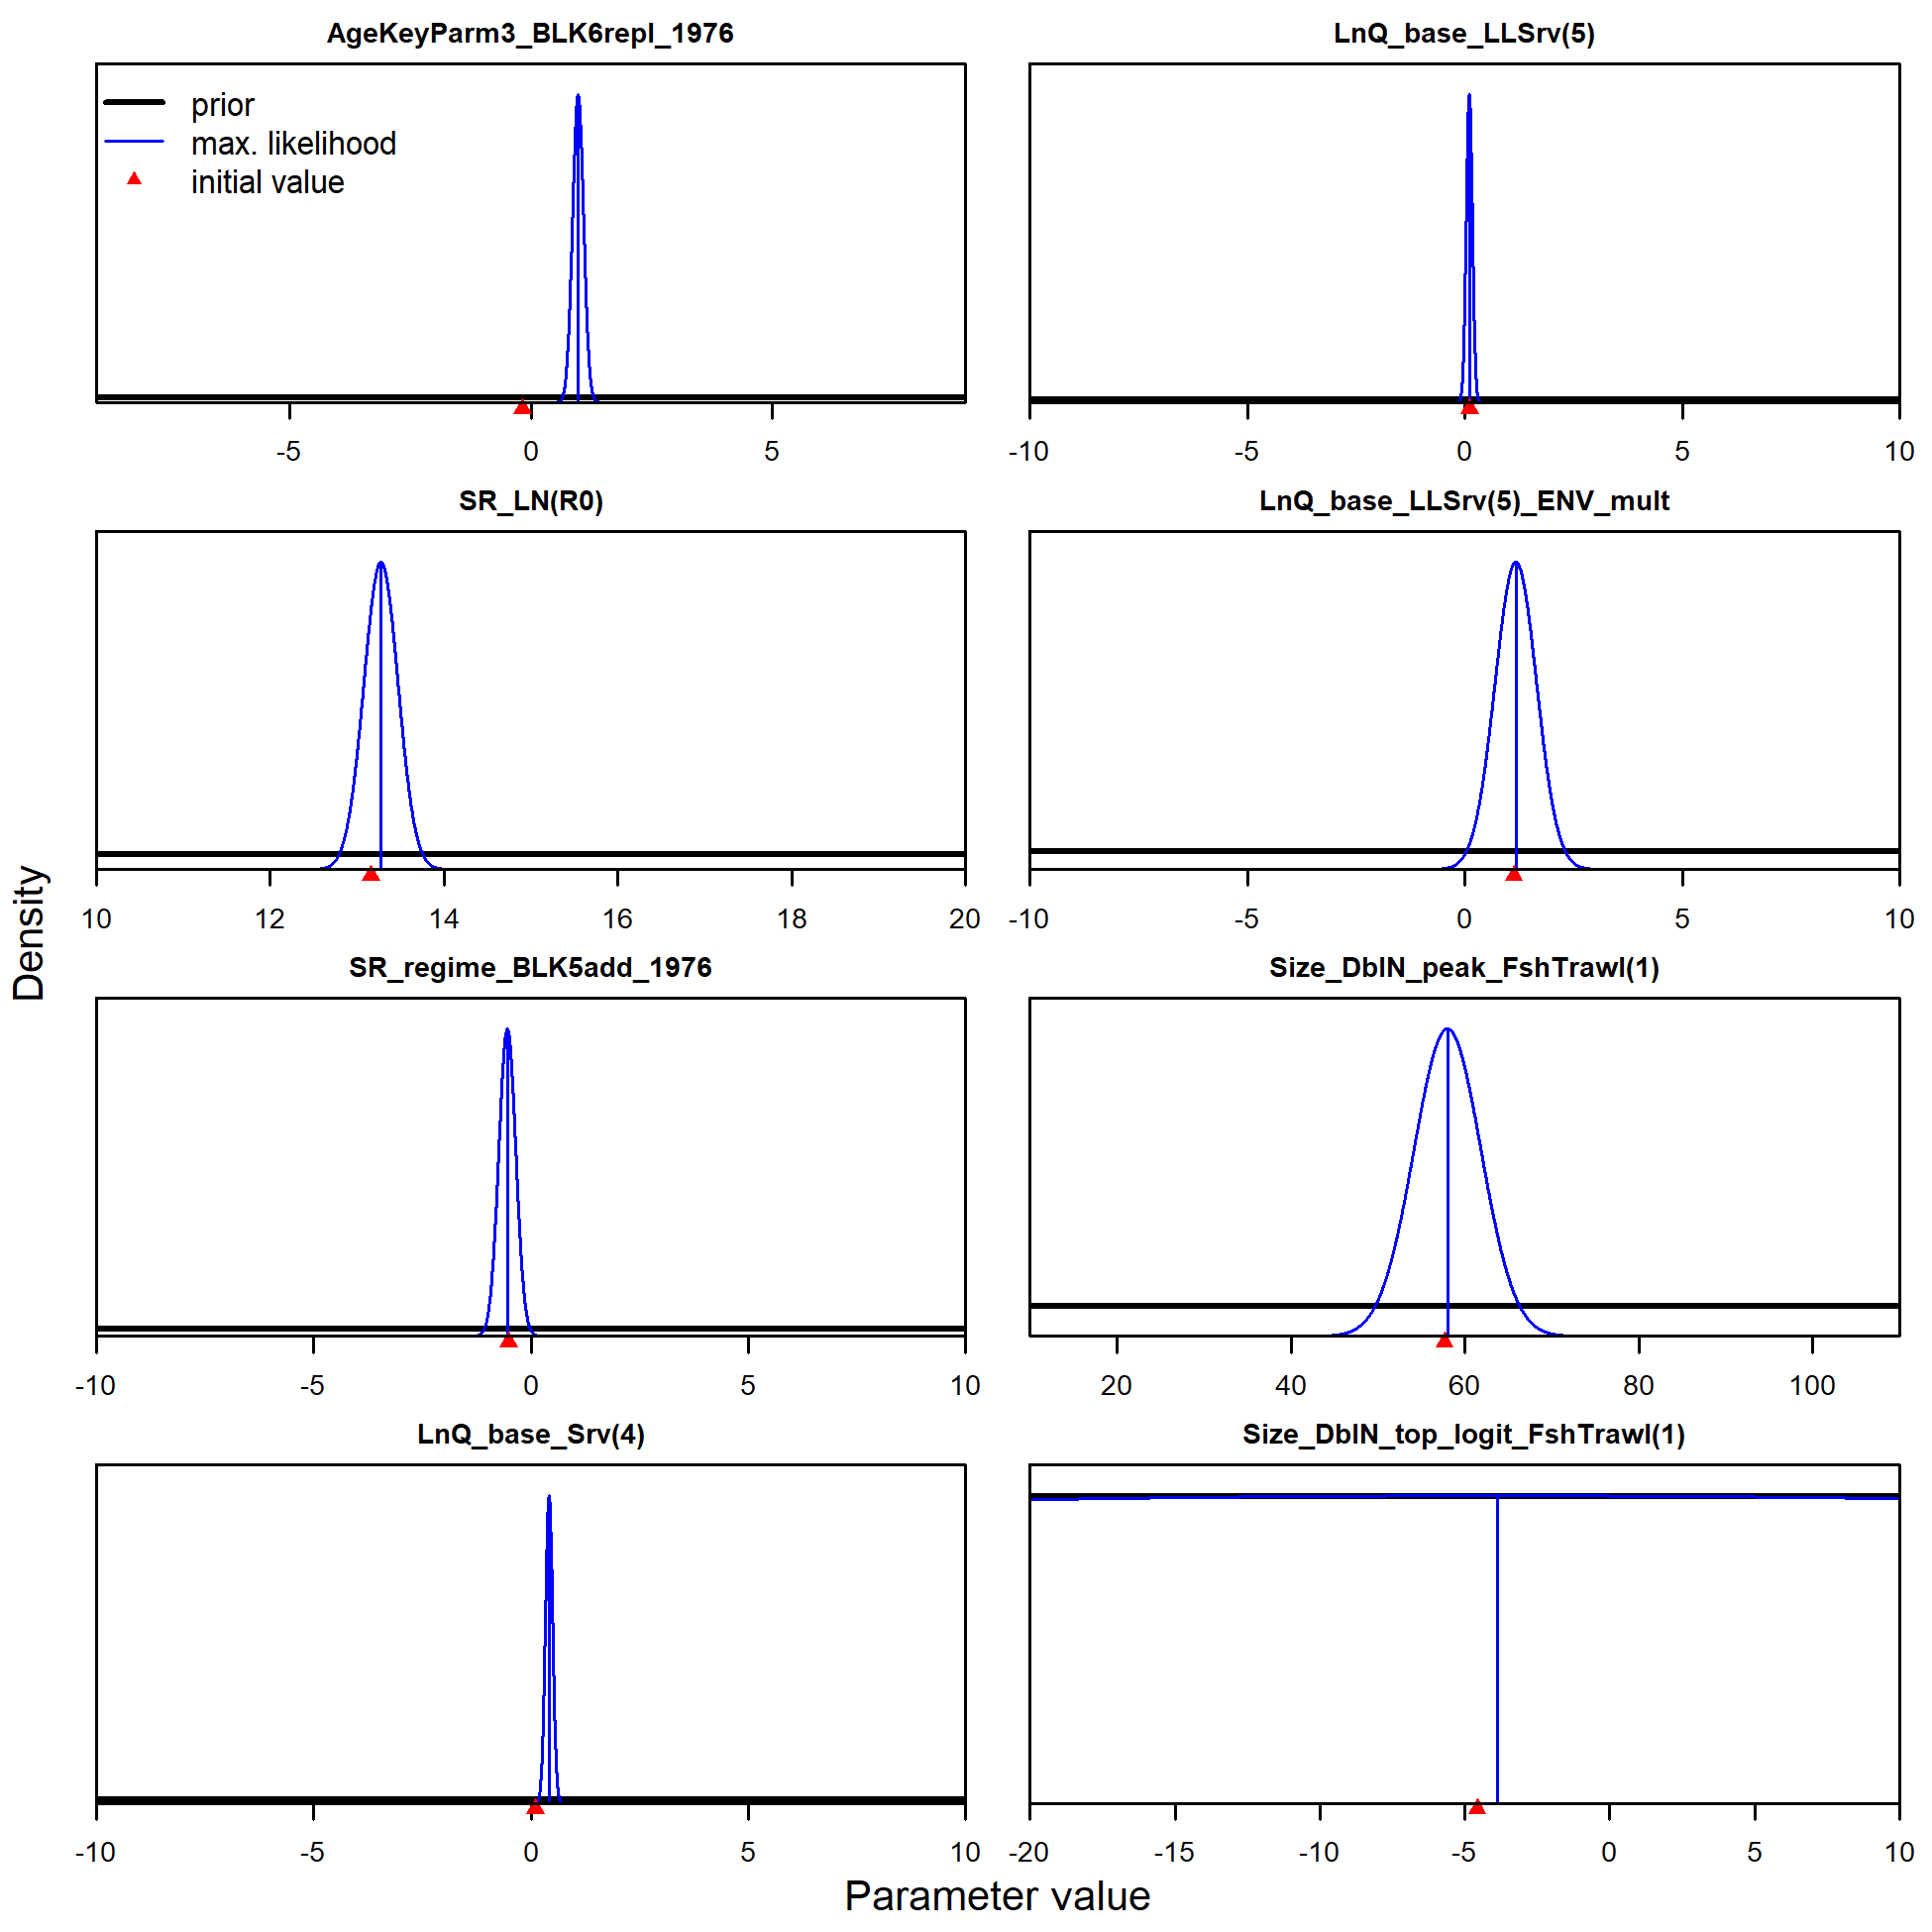 AgeKeyParm3_BLK6repl_1976
prior
max. likelihood
initial value
-5 0 5
LnQ_base_LLSrv(5)
-10 -5 0 5 10
SR_LN(R0)
10 12 14 16 18 20
LnQ_base_LLSrv(5)_ENV_mult
-10 -5 0 5 10
SR_regime_BLK5add_1976
-10 -5 0 5 10
Size_DblN_peak_FshTrawl(1)
20 40 60 80 100
LnQ_base_Srv(4)
-10 -5 0 5 10
Size_DblN_top_logit_FshTrawl(1)
-20 -15 -10 -5 0 5 10
Density
Parameter value